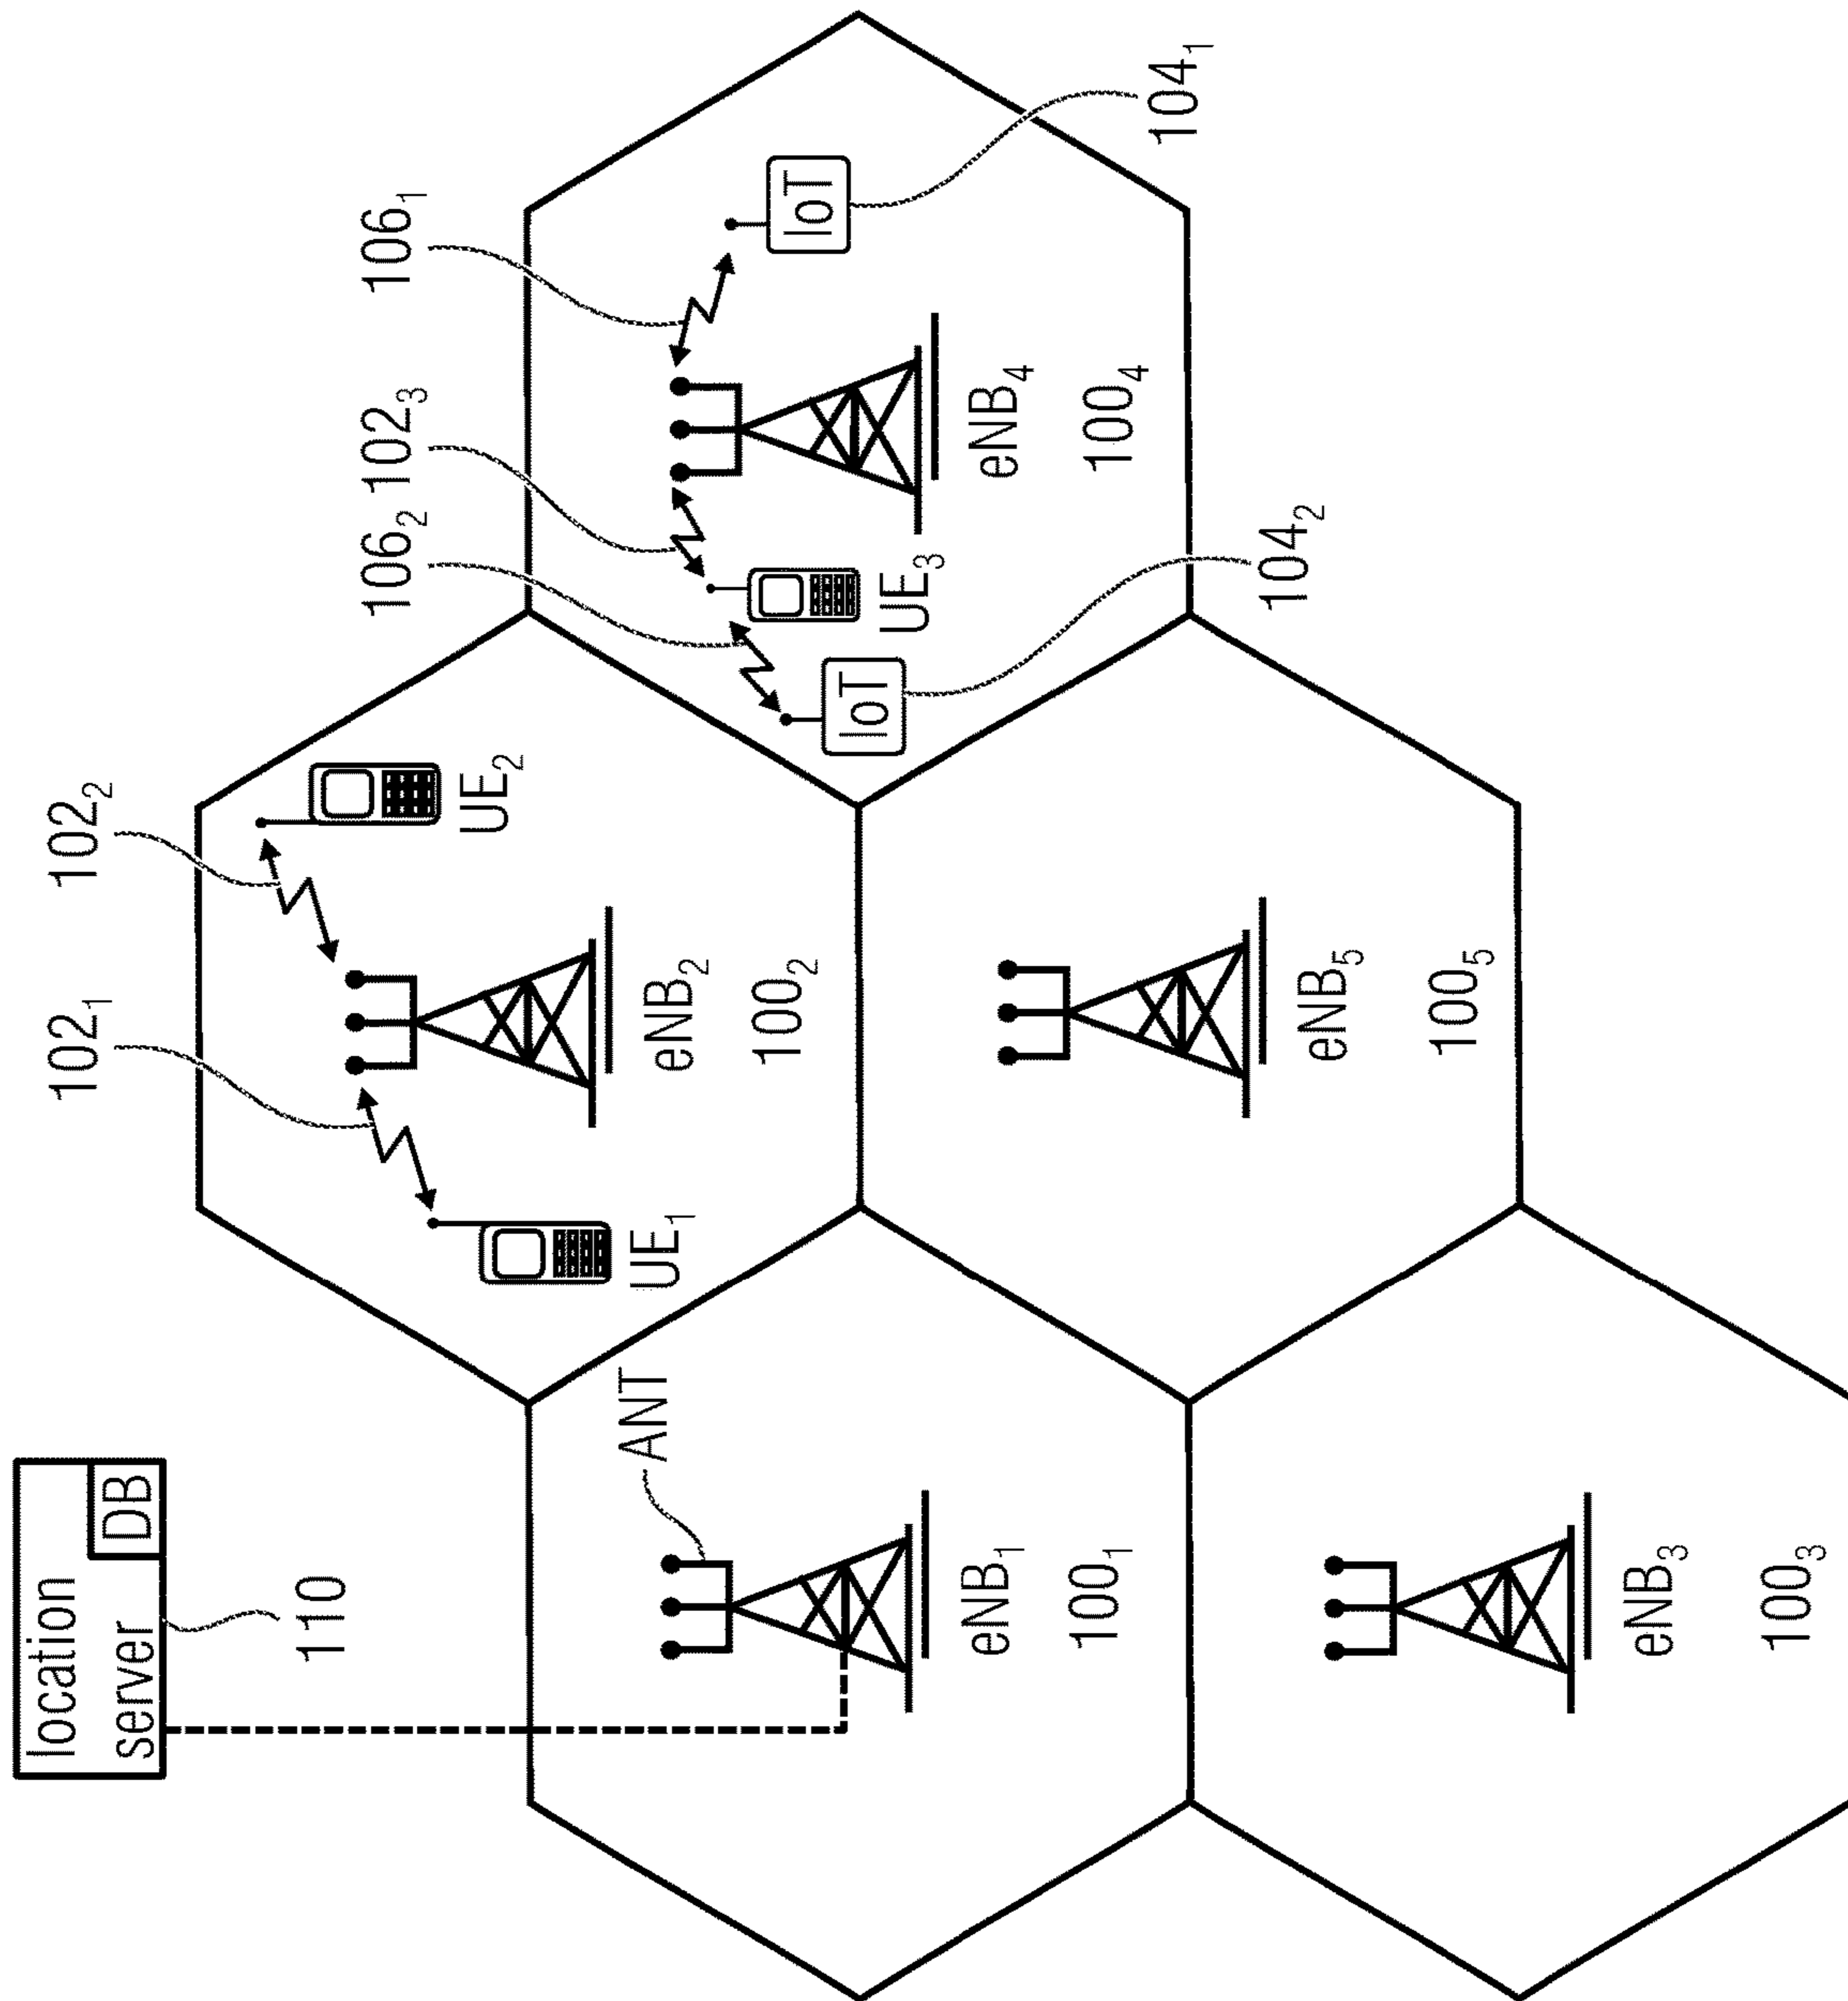 location
server
DB
110
ANT
eNB₁
100₁
102₁
102₂
UE₁
UE₂
eNB₂
100₂
106₂
102₃
106₁
IoT
UE₃
IoT
eNB₄
100₄
104₁
104₂
eNB₃
100₃
eNB₅
100₅